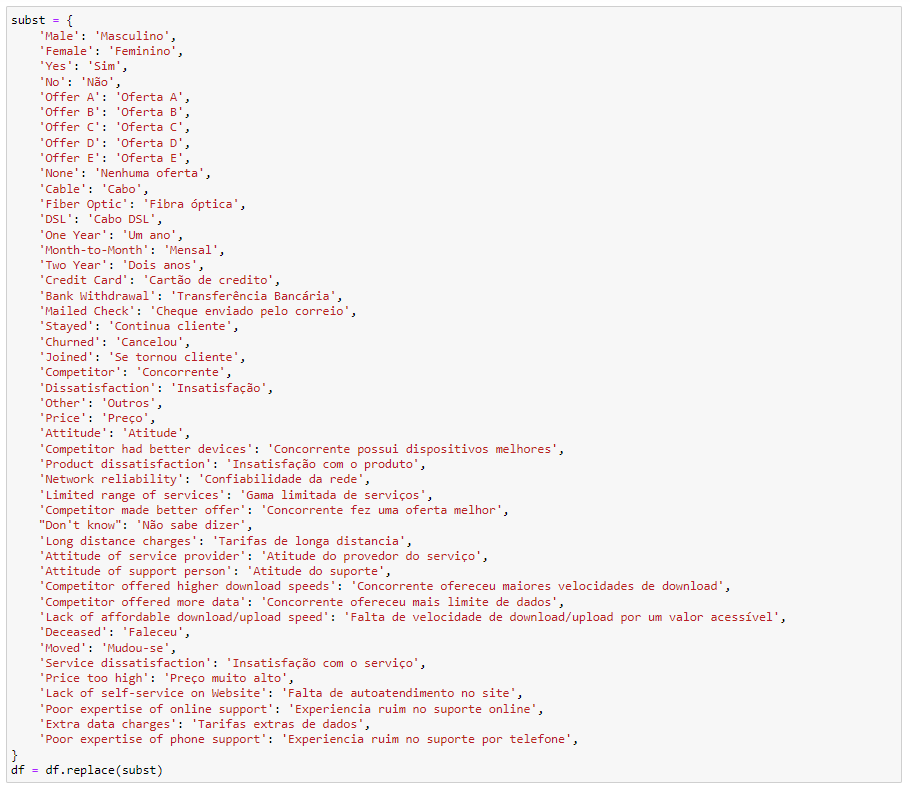 subst = {
    'Male': 'Masculino',
    'Female': 'Feminino',
    'Yes': 'Sim',
    'No': 'Não',
    'Offer A': 'Oferta A',
    'Offer B': 'Oferta B',
    'Offer C': 'Oferta C',
    'Offer D': 'Oferta D',
    'Offer E': 'Oferta E',
    'None': 'Nenhuma oferta',
    'Cable': 'Cabo',
    'Fiber Optic': 'Fibra óptica',
    'DSL': 'Cabo DSL',
    'One Year': 'Um ano',
    'Month-to-Month': 'Mensal',
    'Two Year': 'Dois anos',
    'Credit Card': 'Cartão de credito',
    'Bank Withdrawal': 'Transferência Bancária',
    'Mailed Check': 'Cheque enviado pelo correio',
    'Stayed': 'Continua cliente',
    'Churned': 'Cancelou',
    'Joined': 'Se tornou cliente',
    'Competitor': 'Concorrente',
    'Dissatisfaction': 'Insatisfação',
    'Other': 'Outros',
    'Price': 'Preço',
    'Attitude': 'Atitude',
    'Competitor had better devices': 'Concorrente possui dispositivos melhores',
    'Product dissatisfaction': 'Insatisfação com o produto',
    'Network reliability': 'Confiabilidade da rede',
    'Limited range of services': 'Gama limitada de serviços',
    'Competitor made better offer': 'Concorrente fez uma oferta melhor',
    "Don't know": 'Não sabe dizer',
    'Long distance charges': 'Tarifas de longa distancia',
    'Attitude of service provider': 'Atitude do provedor do serviço',
    'Attitude of support person': 'Atitude do suporte',
    'Competitor offered higher download speeds': 'Concorrente ofereceu maiores velocidades de download',
    'Competitor offered more data': 'Concorrente ofereceu mais limite de dados',
    'Lack of affordable download/upload speed': 'Falta de velocidade de download/upload por um valor acessível',
    'Deceased': 'Faleceu',
    'Moved': 'Mudou-se',
    'Service dissatisfaction': 'Insatisfação com o serviço',
    'Price too high': 'Preço muito alto',
    'Lack of self-service on Website': 'Falta de autoatendimento no site',
    'Poor expertise of online support': 'Experiencia ruim no suporte online',
    'Extra data charges': 'Tarifas extras de dados',
    'Poor expertise of phone support': 'Experiencia ruim no suporte por telefone',
}
df = df.replace(subst)